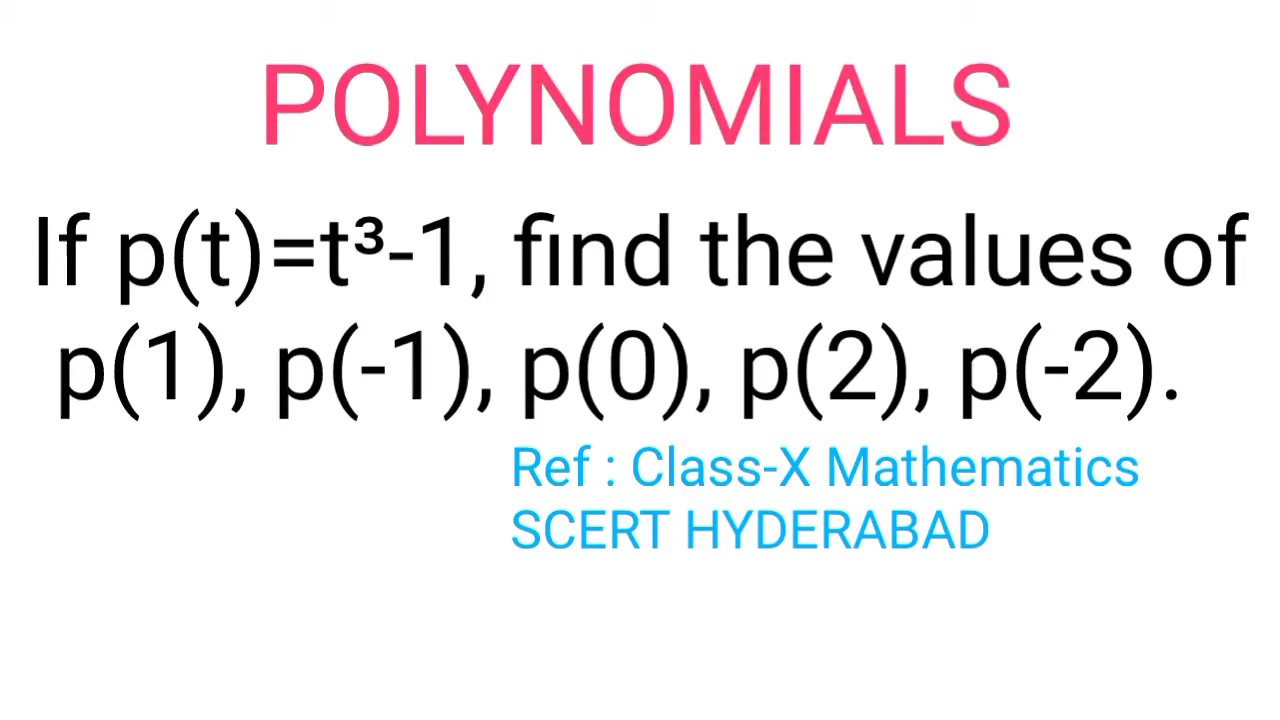 POLYNOMIALS
If p(t)=t³-1, find the values of
p(1), p(-1), p(0), p(2), p(-2).
Ref : Class-X Mathematics
SCERT HYDERABAD